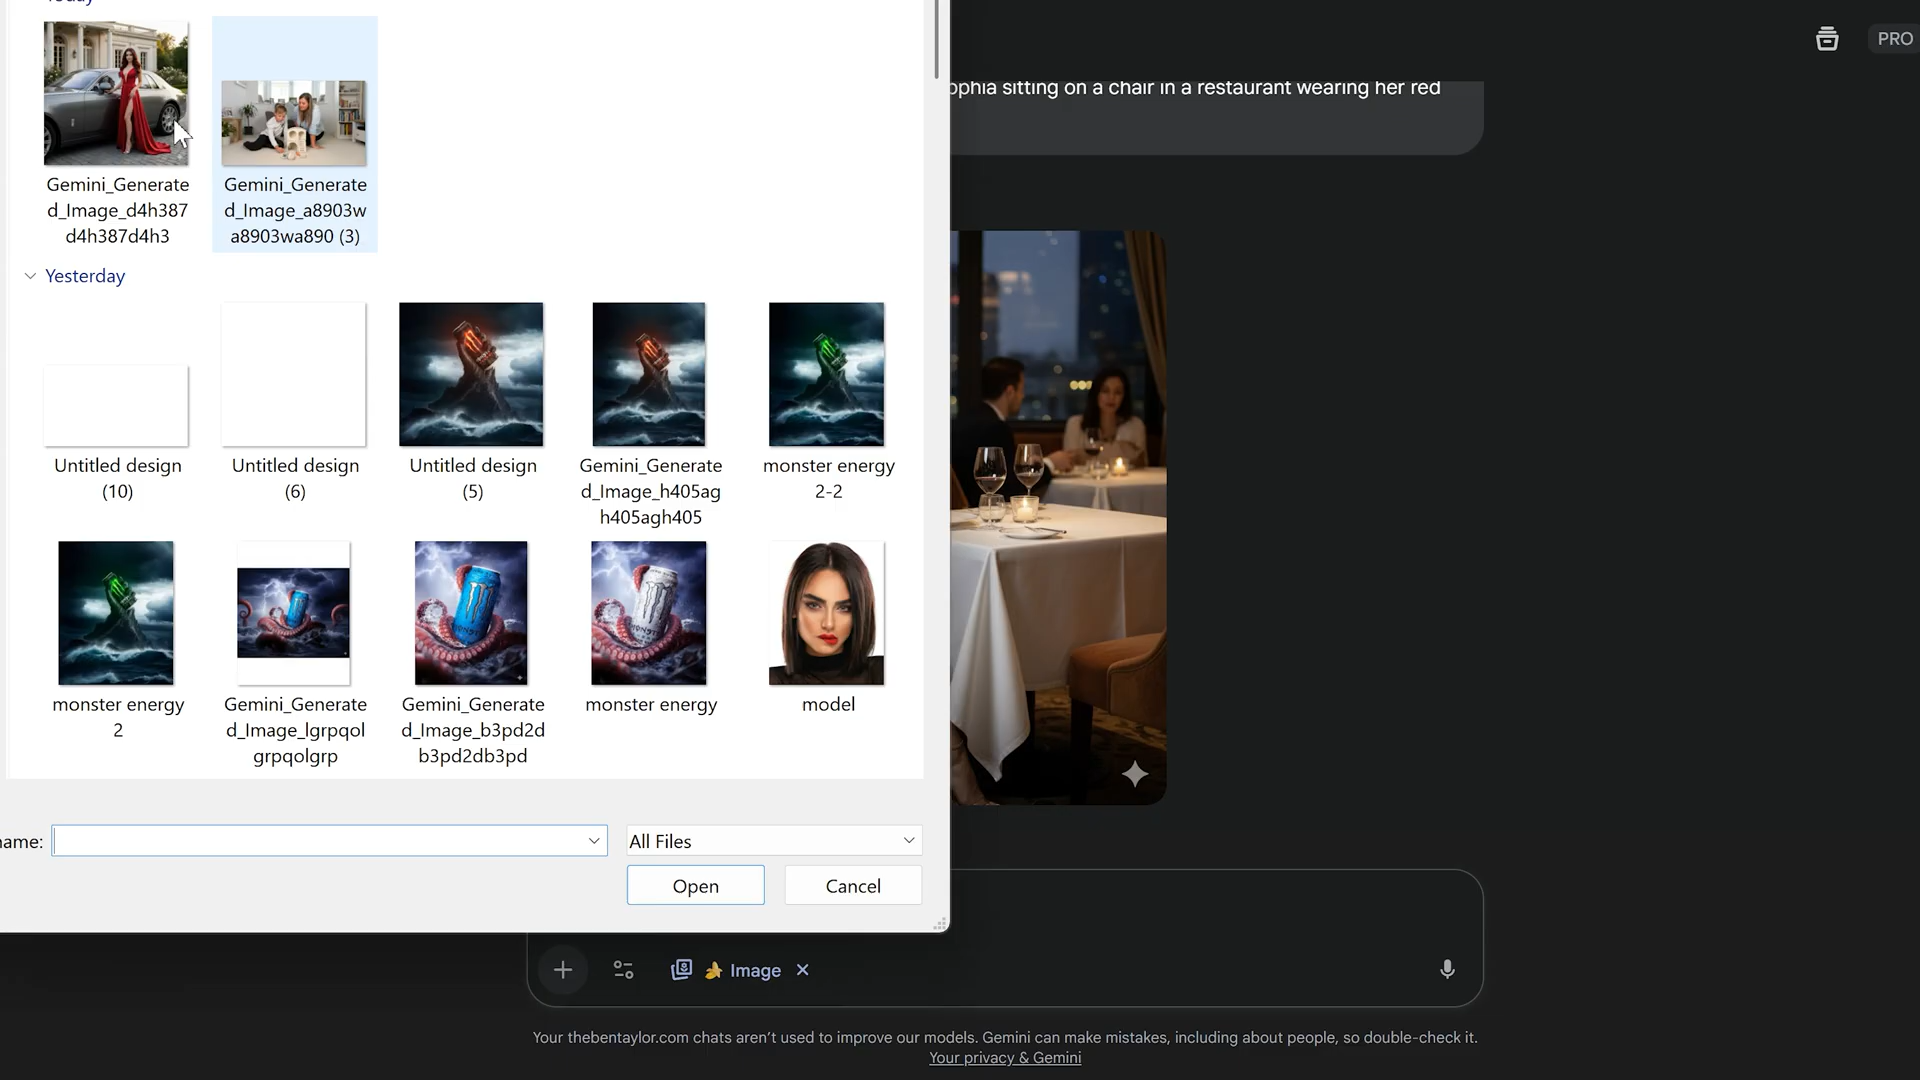 Today
PRO
ophia sitting on a chair in a restaurant wearing her red
Gemini_Generate
d_Image_d4h387
d4h387d4h3
Gemini_Generate
d_Image_a8903w
a8903wa890 (3)
Yesterday
Untitled design
(10)
Untitled design
(6)
Untitled design
(5)
Gemini_Generate
d_Image_h405ag
h405agh405
monster energy
2-2
monster energy
2
Gemini_Generate
d_Image_lgrpqol
grpqolgrp
Gemini_Generate
d_Image_b3pd2d
b3pd2db3pd
monster energy
model
name:
All Files
Open
Cancel
Image
Your thebentaylor.com chats aren't used to improve our models. Gemini can make mistakes, including about people, so double-check it.
Your privacy & Gemini